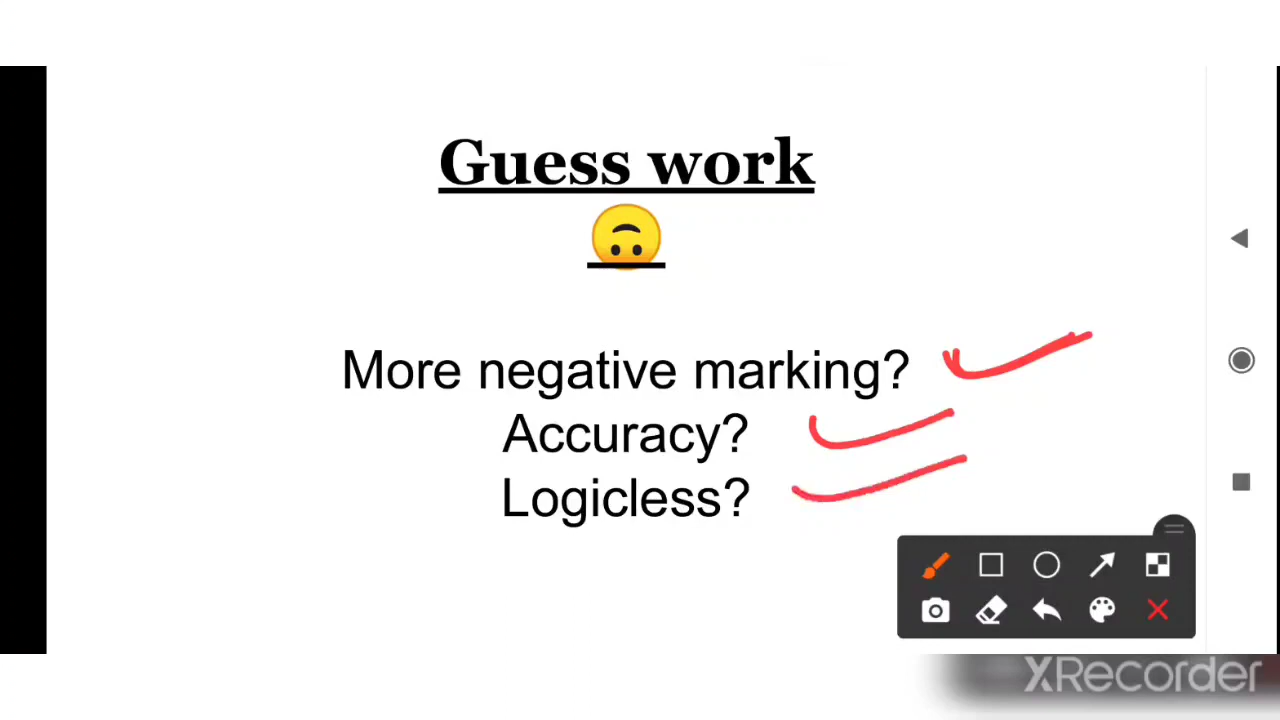 Guess work
🙃
More negative marking?
Accuracy?
Logicless?
XRecorder